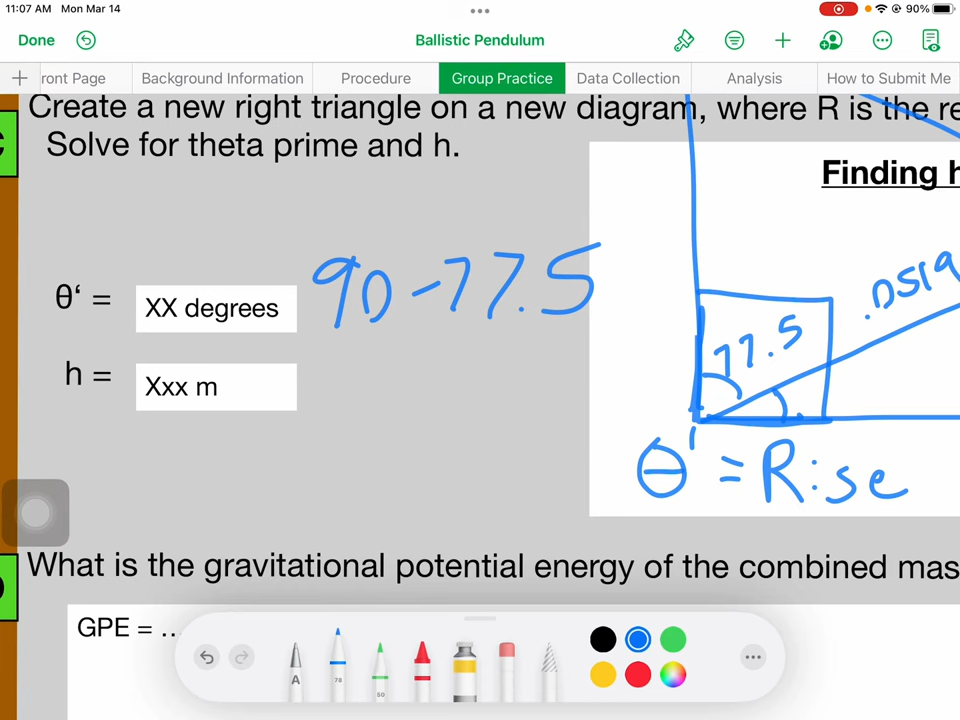 11:07 AM Mon Mar 14
90%
Done
Ballistic Pendulum
ront Page
Background Information
Procedure
Group Practice
Data Collection
Analysis
How to Submit Me
Create a new right triangle on a new diagram, where R is the re
Solve for theta prime and h.
Finding h
θ‘ =
XX degrees
90-77.5
h =
Xxx m
77.5
.0519
θ' = Rise
What is the gravitational potential energy of the combined mas
GPE = ...
A
78
50